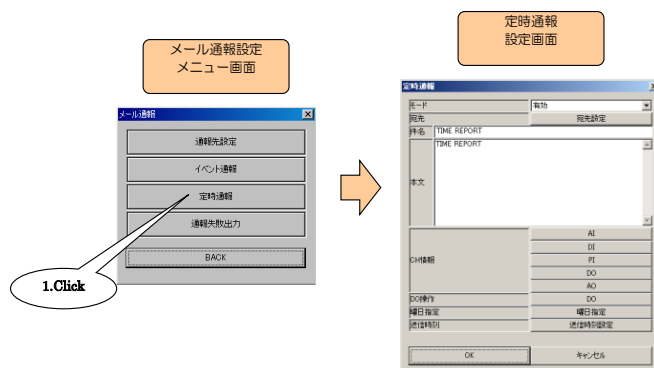 メール通報設定
メニュー画面
定時通報
設定画面
メール通報
通報先設定
イベント通報
定時通報
通報失敗出力
BACK
1.Click
定時通報
モード
有効
宛先
宛先設定
件名
TIME REPORT
本文
TIME REPORT
CH情報
AI
DI
PI
DO
AO
DO操作
DO
曜日指定
曜日指定
送信時刻
送信時刻設定
OK
キャンセル